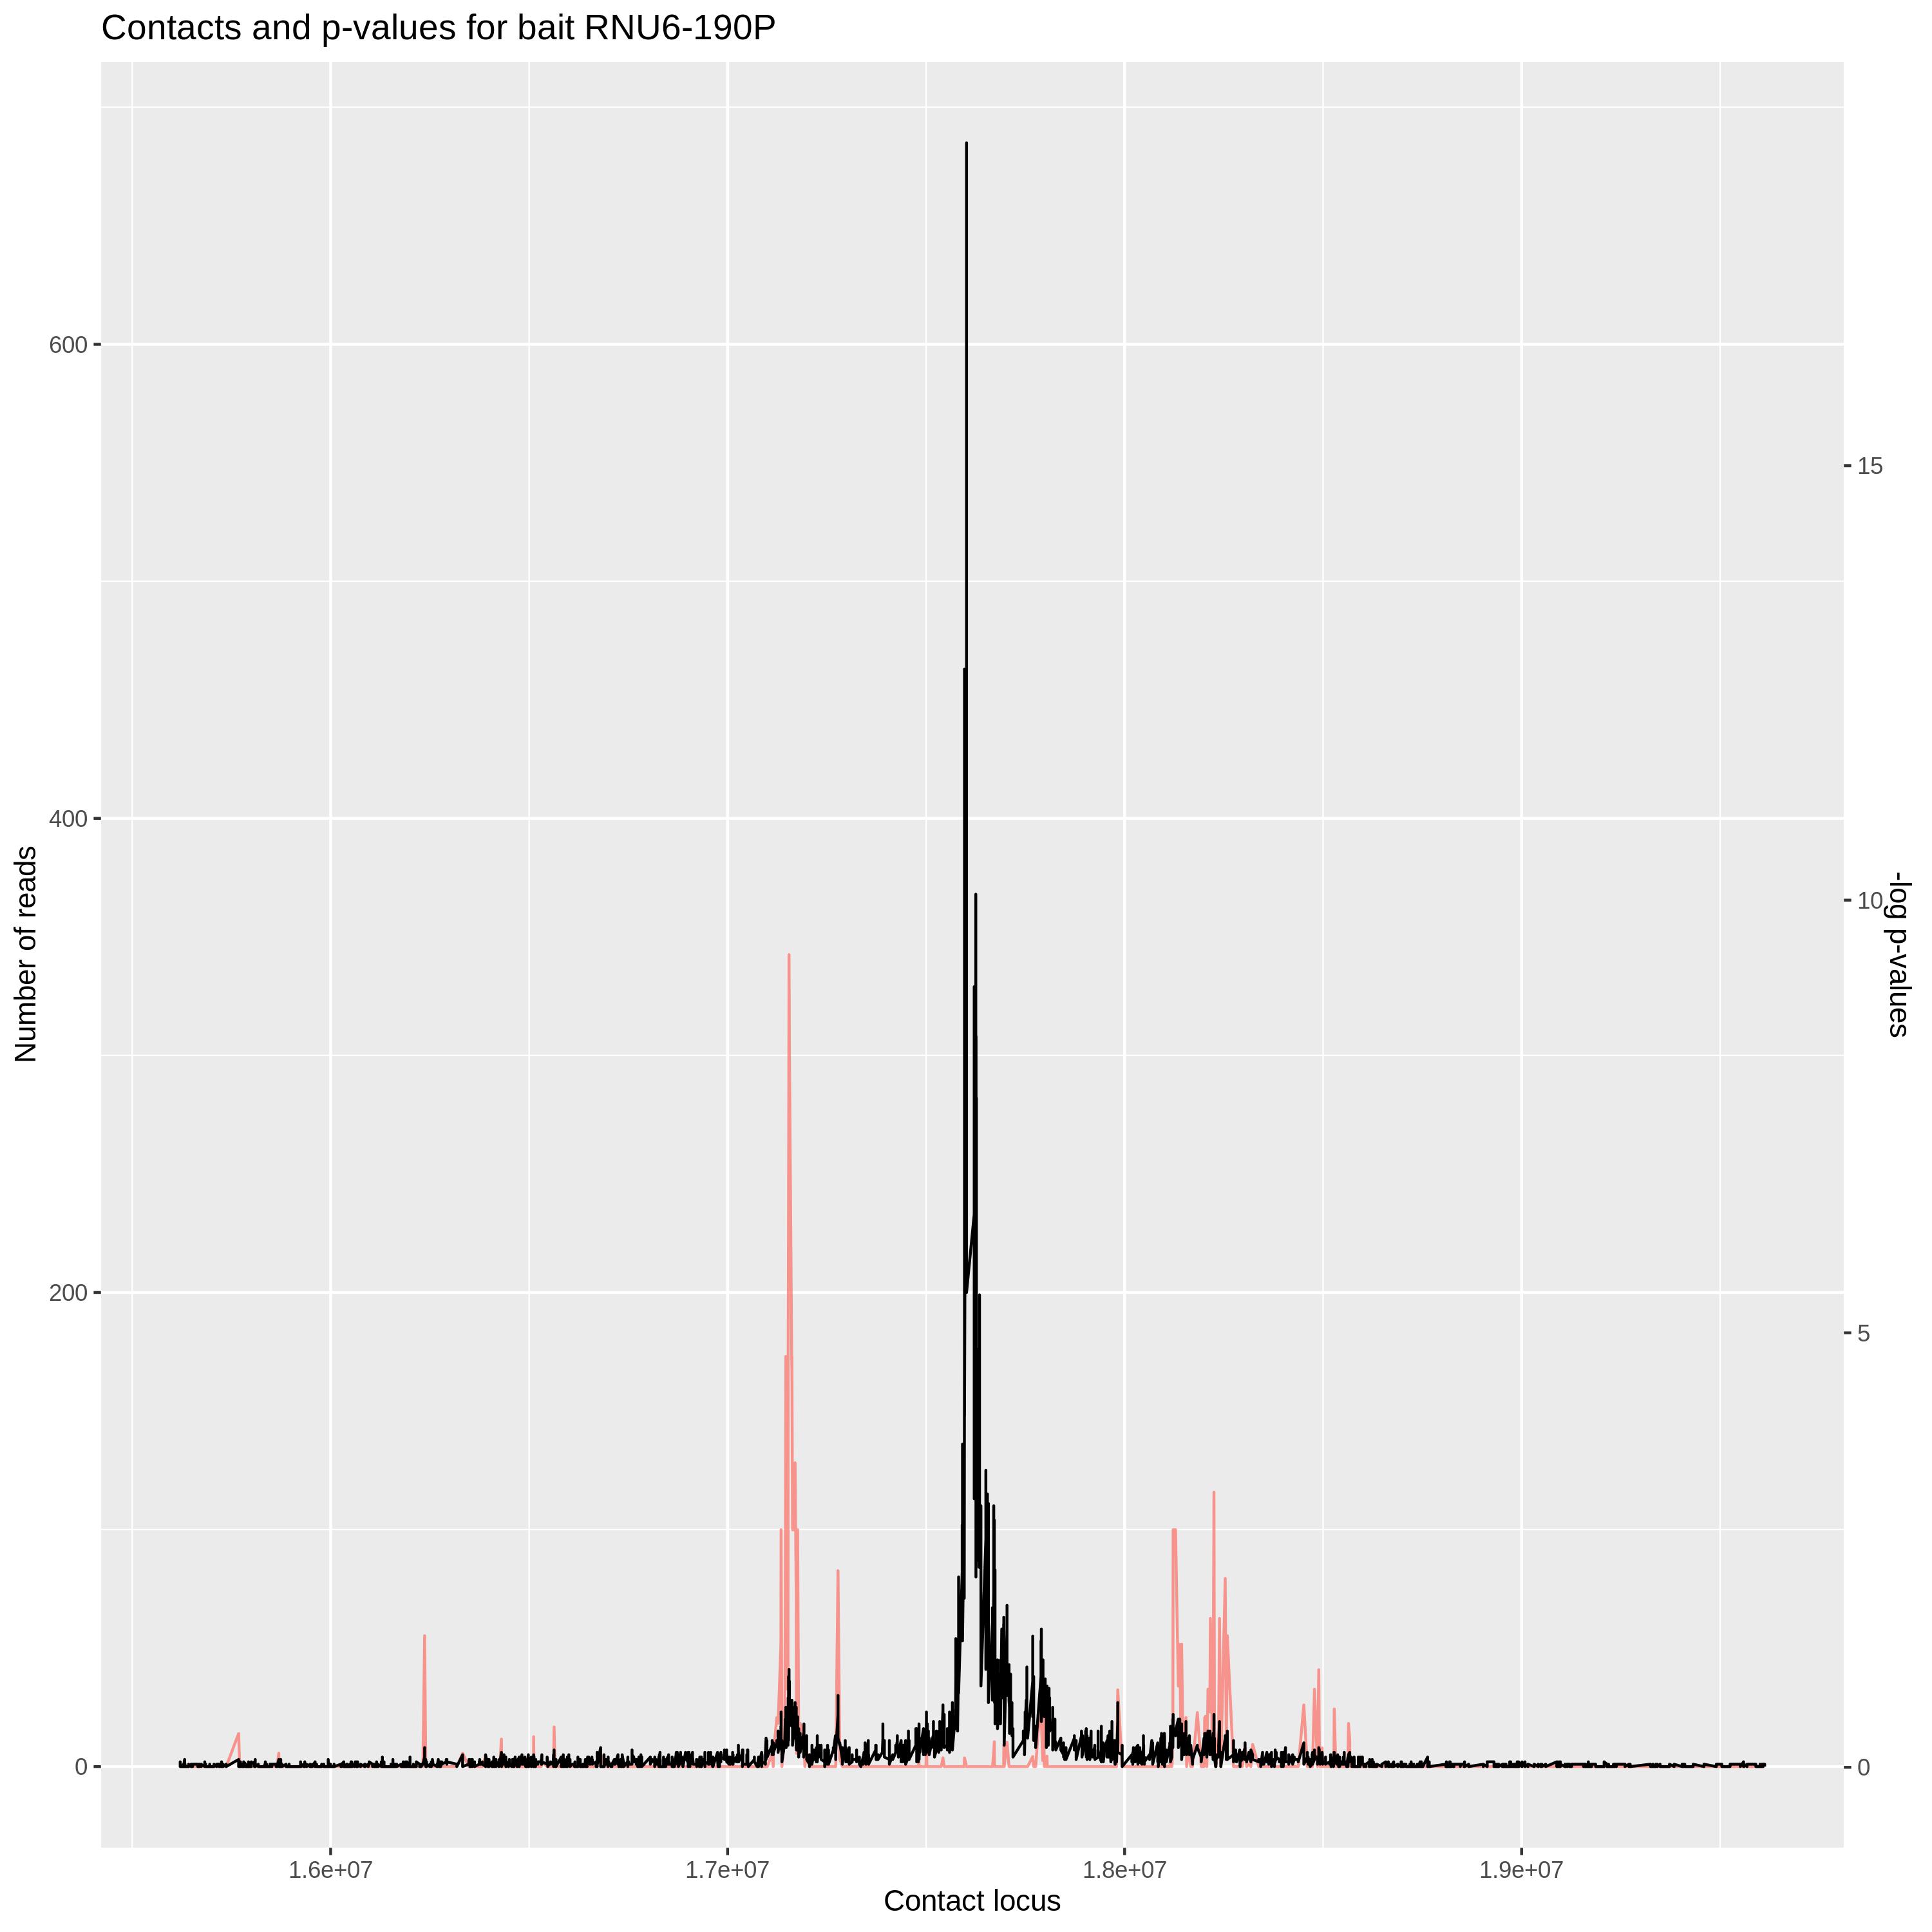 Contacts and p-values for bait RNU6-190P
600
400
200
0
Number of reads
15
10
5
0
-log p-values
1.6e+07
1.7e+07
1.8e+07
1.9e+07
Contact locus